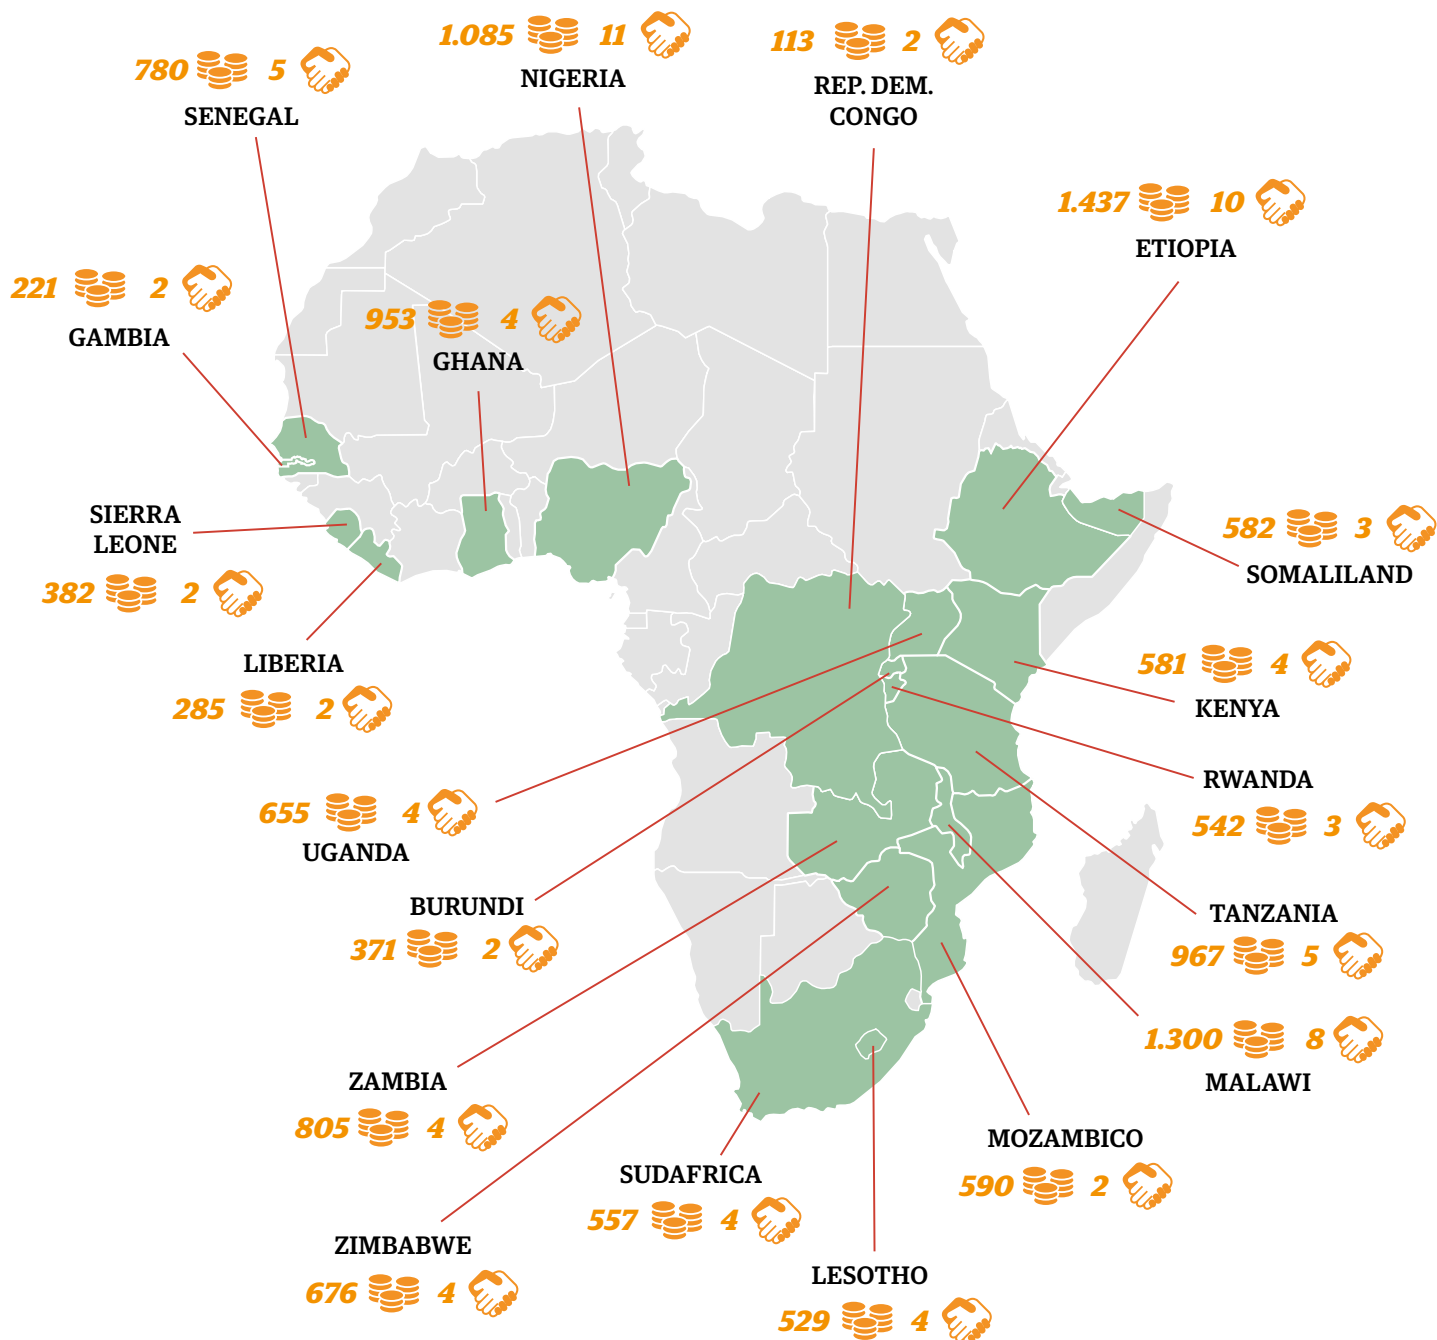 1.085 11
NIGERIA
113 2
REP. DEM.
CONGO
780 5
SENEGAL
1.437 10
ETIOPIA
221 2
GAMBIA
953 4
GHANA
SIERRA
LEONE
382 2
582 3
SOMALILAND
LIBERIA
285 2
581 4
KENYA
RWANDA
542 3
655 4
UGANDA
BURUNDI
371 2
TANZANIA
967 5
1.300 8
MALAWI
ZAMBIA
805 4
MOZAMBICO
590 2
SUDAFRICA
557 4
ZIMBABWE
676 4
LESOTHO
529 4